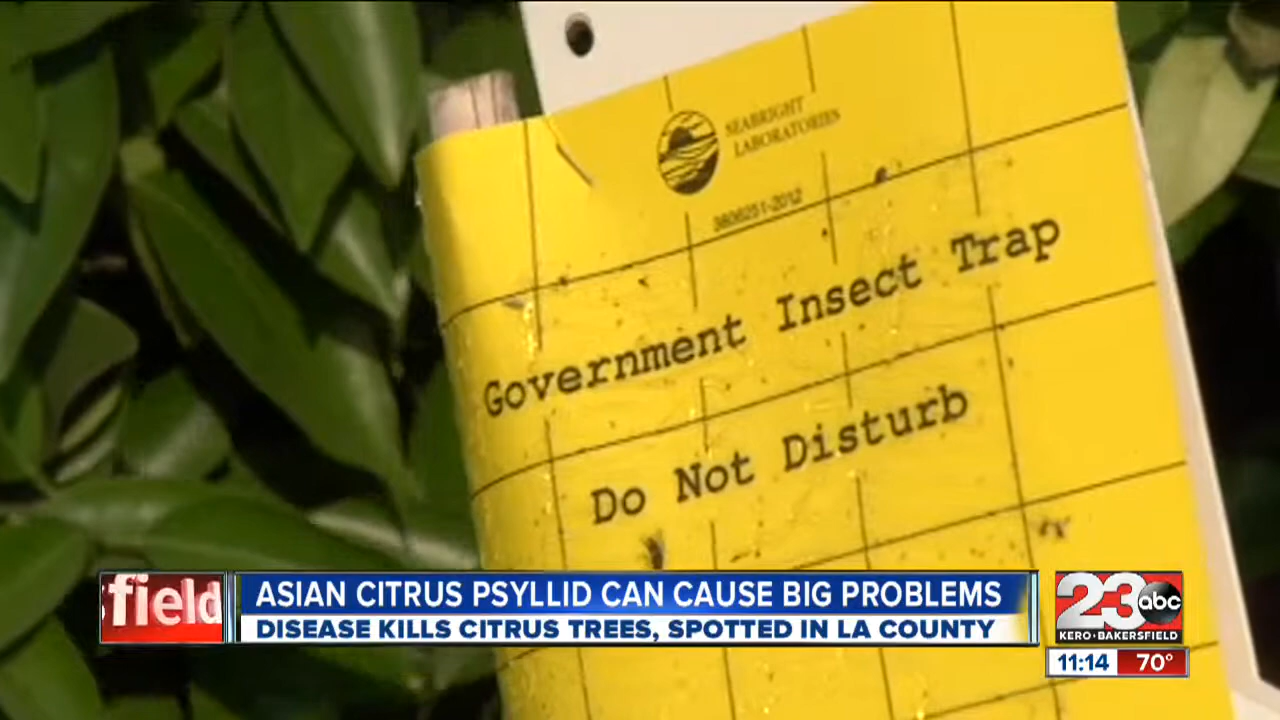 SEABRIGHT
LABORATORIES
Government Insect Trap
Do Not Disturb
field
ASIAN CITRUS PSYLLID CAN CAUSE BIG PROBLEMS
DISEASE KILLS CITRUS TREES, SPOTTED IN LA COUNTY
23 abc
KERO•BAKERSFIELD
11:14 70°